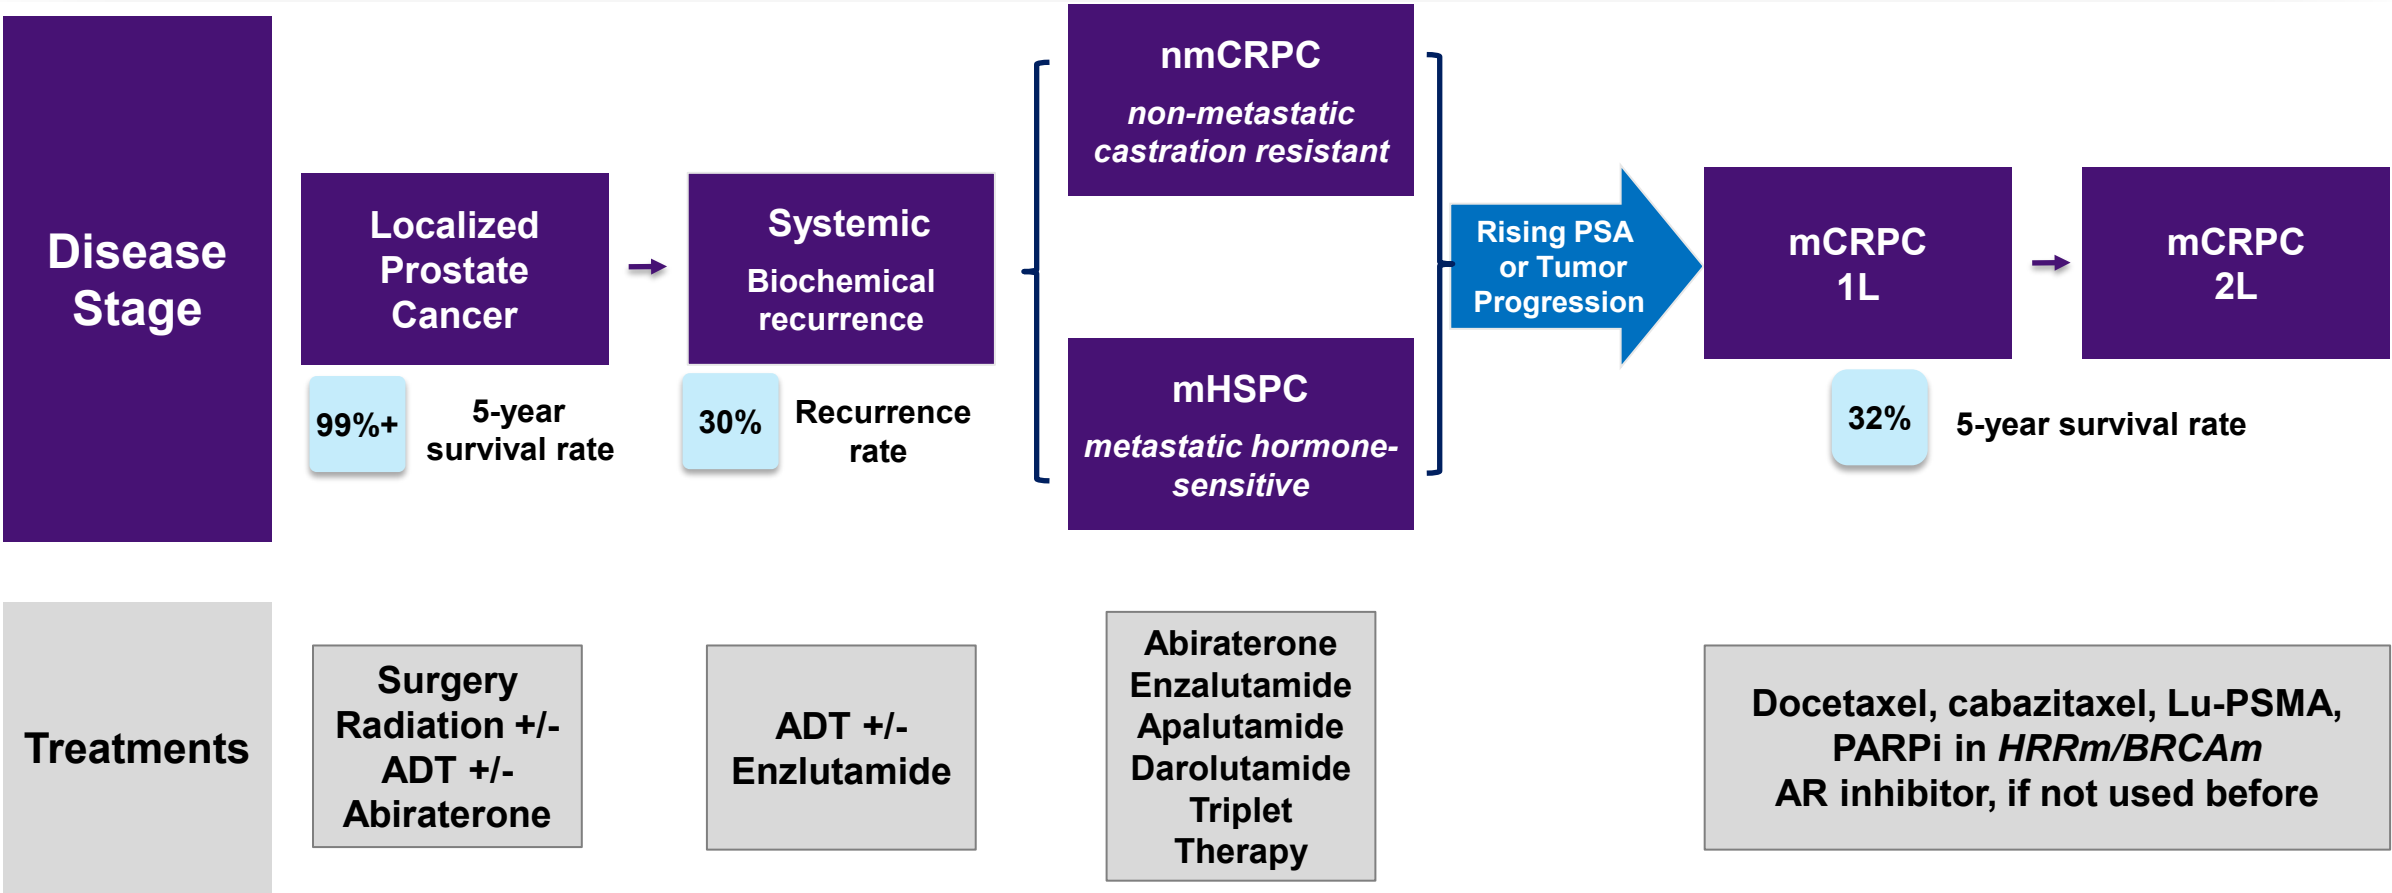 Disease
Stage
Localized
Prostate
Cancer
99%+
5-year
survival rate
Systemic
Biochemical
recurrence
30%
Recurrence
rate
nmCRPC
non-metastatic
castration resistant
mHSPC
metastatic hormone-
sensitive
Rising PSA
or Tumor
Progression
mCRPC
1L
mCRPC
2L
32%
5-year survival rate
Treatments
Surgery
Radiation +/-
ADT +/-
Abiraterone
ADT +/-
Enzlutamide
Abiraterone
Enzalutamide
Apalutamide
Darolutamide
Triplet
Therapy
Docetaxel, cabazitaxel, Lu-PSMA,
PARPi in HRRm/BRCAm
AR inhibitor, if not used before